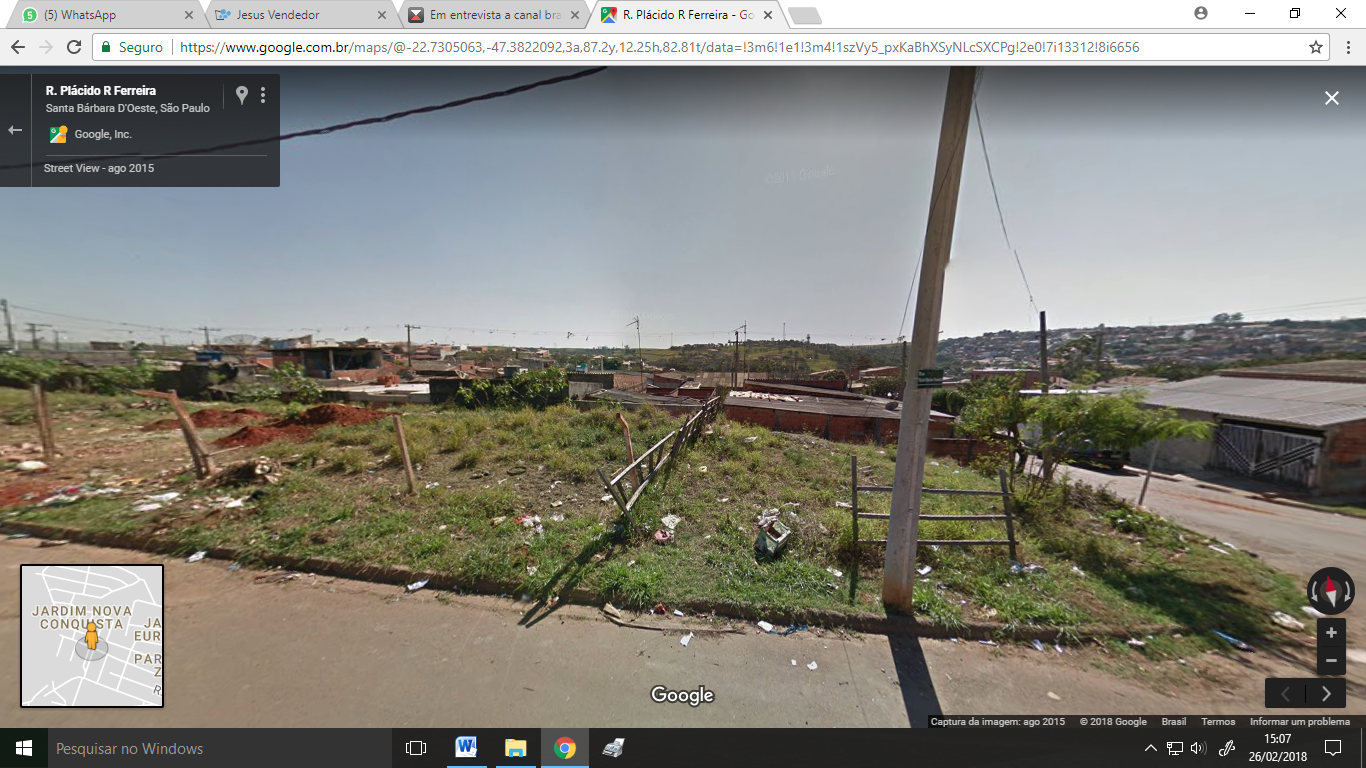 (5) WhatsApp
Jesus Vendedor
Em entrevista a canal bra
R. Plácido R Ferreira - Go
Seguro
https://www.google.com.br/maps/@-22.7305063,-47.3822092,3a,87.2y,12.25h,82.81t/data=!3m6!1e1!3m4!1szVy5_pxKaBhXSyNLcSXCPg!2e0!7i13312!8i6656
R. Plácido R Ferreira
Santa Bárbara D'Oeste, São Paulo
Google, Inc.
Street View - ago 2015
JARDIM NOVA
CONQUISTA
JA
EUR
PAR
Z
R.
Google
Captura da imagem: ago 2015 © 2018 Google Brasil Termos Informar um problema
Pesquisar no Windows
15:07
26/02/2018